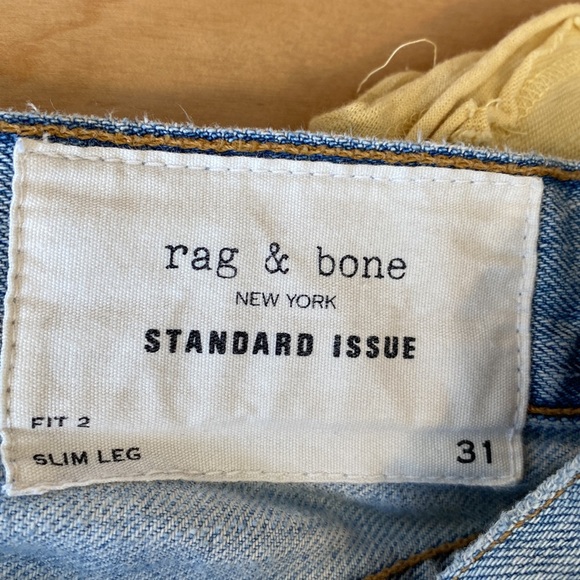 rag & bone
NEW YORK
STANDARD ISSUE
FIT 2
SLIM LEG
31